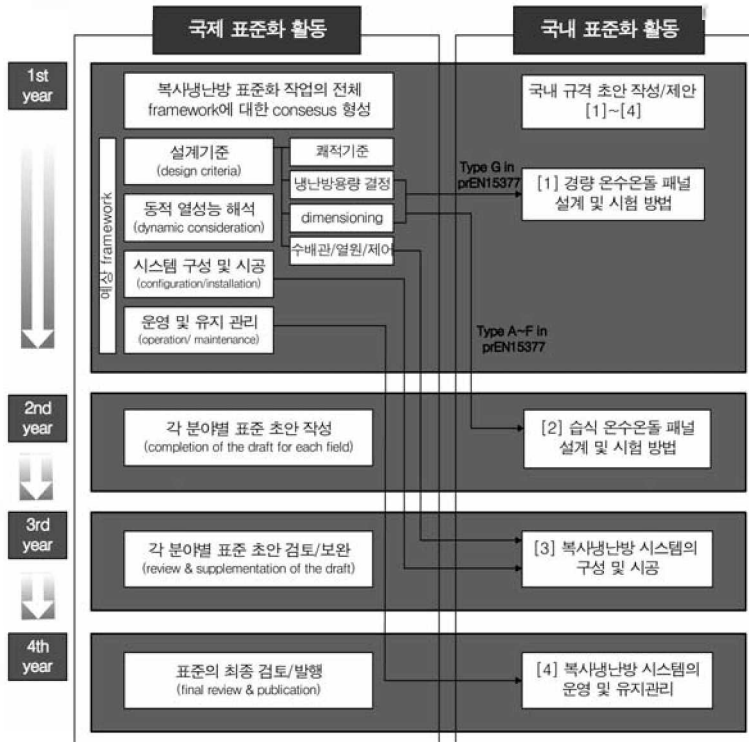 국제 표준화 활동
국내 표준화 활동
1st
year
복사냉난방 표준화 작업의 전체
framework에 대한 consesus 형성
국내 규격 초안 작성/제안
[1]~[4]
예상 framework
설계기준
(design criteria)
쾌적기준
냉난방용량 결정
동적 열성능 해석
(dynamic consideration)
dimensioning
수배관/열원/제어
시스템 구성 및 시공
(configuration/installation)
운영 및 유지 관리
(operation/ maintenance)
Type G in
prEN15377
[1] 경량 온수온돌 패널
설계 및 시험 방법
Type A~F in
prEN15377
2nd
year
각 분야별 표준 초안 작성
(completion of the draft for each field)
[2] 습식 온수온돌 패널
설계 및 시험 방법
3rd
year
각 분야별 표준 초안 검토/보완
(review & supplementation of the draft)
[3] 복사냉난방 시스템의
구성 및 시공
4th
year
표준의 최종 검토/발행
(final review & publication)
[4] 복사냉난방 시스템의
운영 및 유지관리